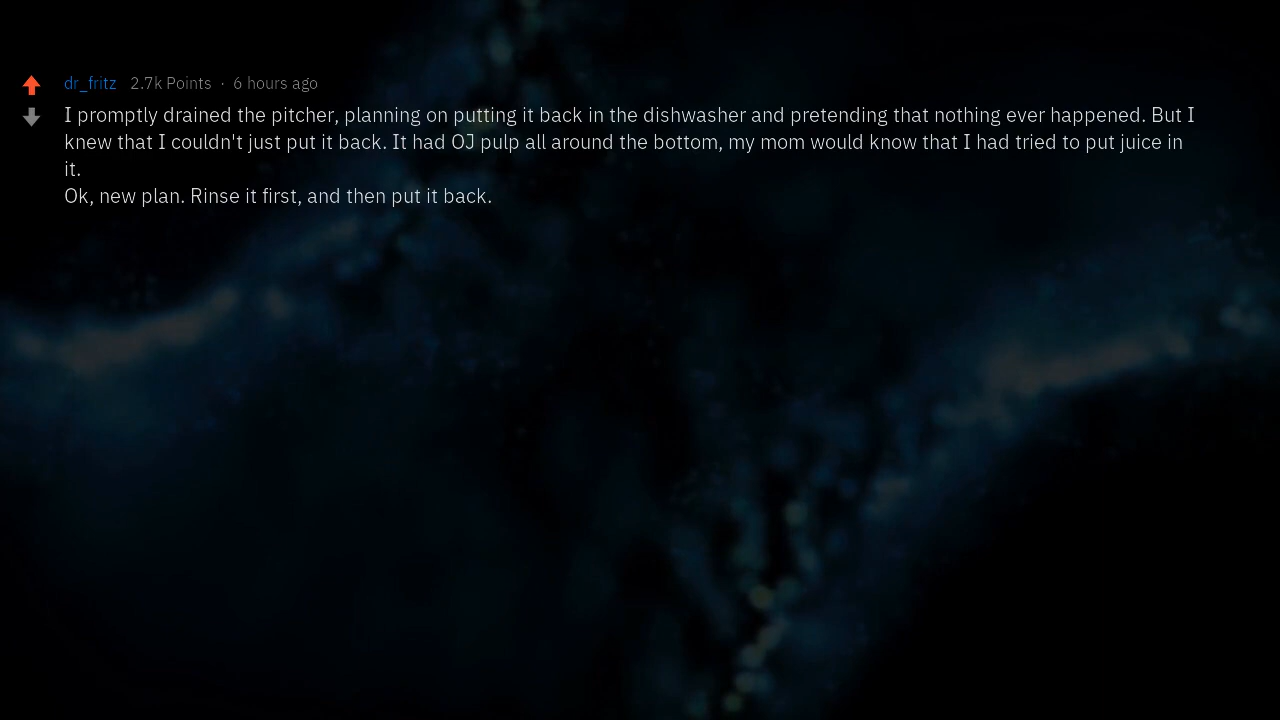 dr_fritz 2.7k Points · 6 hours ago
I promptly drained the pitcher, planning on putting it back in the dishwasher and pretending that nothing ever happened. But I
knew that I couldn't just put it back. It had OJ pulp all around the bottom, my mom would know that I had tried to put juice in
it.
Ok, new plan. Rinse it first, and then put it back.